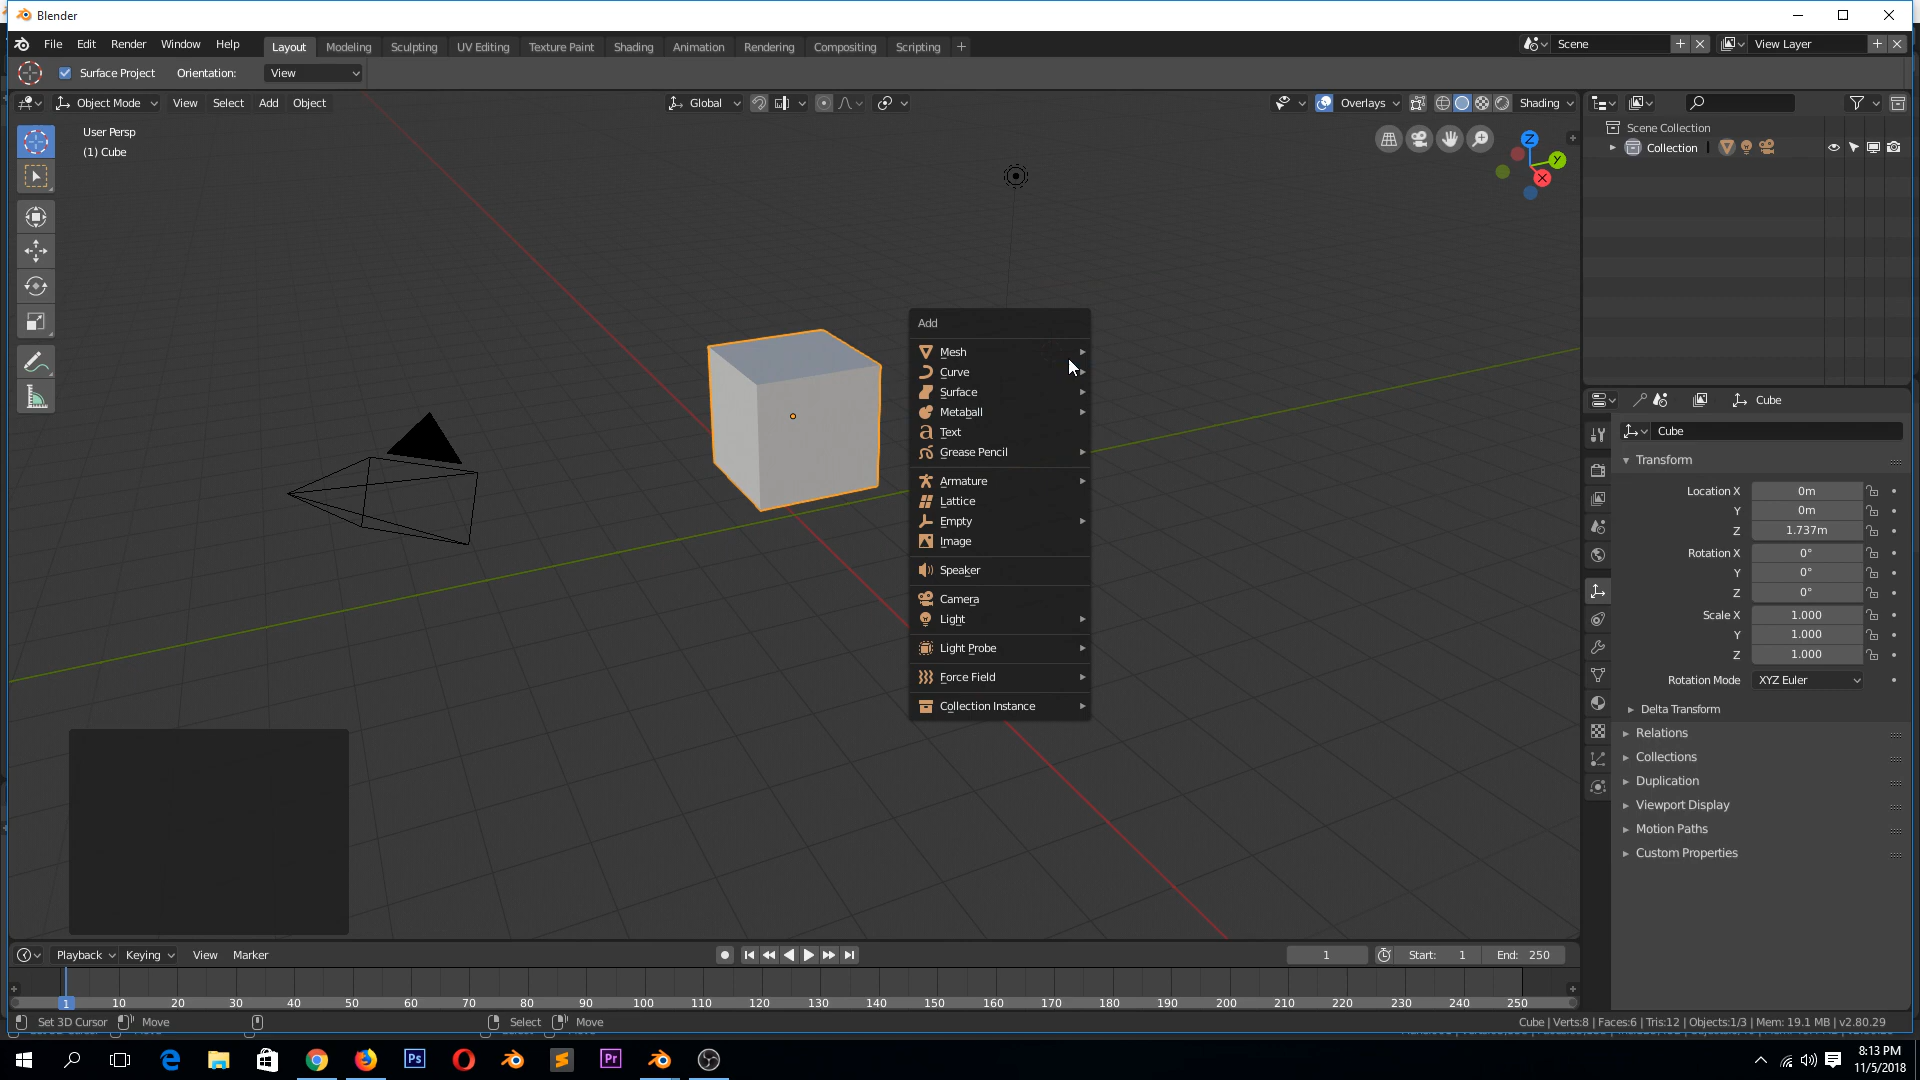 Blender
File Edit Render Window Help Layout Modeling Sculpting UV Editing Texture Paint Shading Animation Rendering Compositing Scripting + Scene View Layer
Surface Project Orientation: View
Object Mode View Select Add Object Global Overlays Shading
User Persp
(1) Cube
Z
Y
X
Scene Collection
Collection
Add
Mesh
Curve
Surface
Metaball
Text
Grease Pencil
Armature
Lattice
Empty
Image
Speaker
Camera
Light
Light Probe
Force Field
Collection Instance
Cube
Cube
Transform
Location X 0m
Y 0m
Z 1.737m
Rotation X 0°
Y 0°
Z 0°
Scale X 1.000
Y 1.000
Z 1.000
Rotation Mode XYZ Euler
Delta Transform
Relations
Collections
Duplication
Viewport Display
Motion Paths
Custom Properties
Playback Keying View Marker 1 Start: 1 End: 250
1 10 20 30 40 50 60 70 80 90 100 110 120 130 140 150 160 170 180 190 200 210 220 230 240 250
Set 3D Cursor Move Select Move Cube | Verts:8 | Faces:6 | Tris:12 | Objects:1/3 | Mem: 19.1 MB | v2.80.29
Ps Pr
8:13 PM
11/5/2018